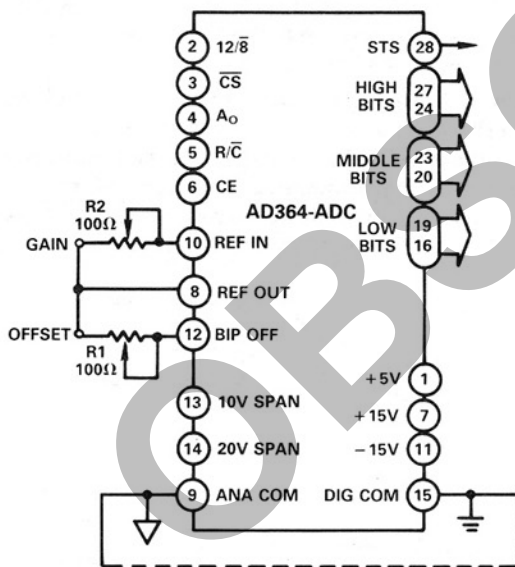 2 12/8̅
3 C̅S̅
4 A₀
5 R/C̅
6 CE
R2
100Ω
GAIN
10 REF IN
8 REF OUT
OFFSET
12 BIP OFF
R1
100Ω
13 10V SPAN
14 20V SPAN
9 ANA COM
AD364-ADC
STS 28
HIGH
BITS
27
24
MIDDLE
BITS
23
20
LOW
BITS
19
16
+5V 1
+15V 7
−15V 11
DIG COM 15
OBS